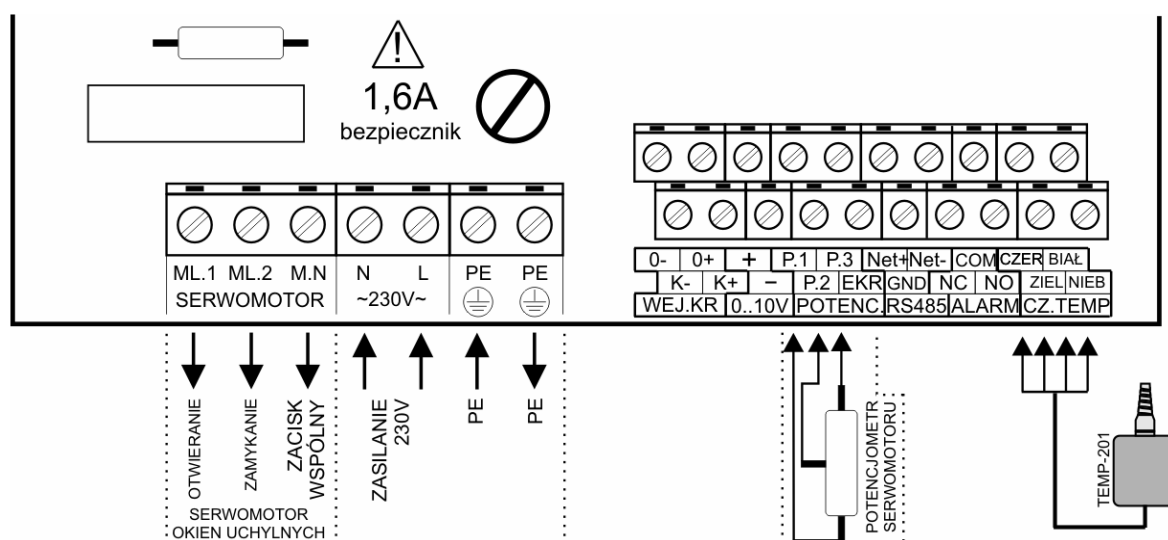 1,6A
bezpiecznik
ML.1 ML.2 M.N N L PE PE
SERWOMOTOR ~230V~
0- 0+ + P.1 P.3 Net+ Net- COM CZER BIAŁ
K- K+ − P.2 EKR GND NC NO ZIEL NIEB
WEJ.KR 0..10V POTENC. RS485 ALARM CZ.TEMP
OTWIERANIE
ZAMYKANIE
ZACISK
WSPÓLNY
ZASILANIE
230V
PE
PE
SERWOMOTOR
OKIEN UCHYLNYCH
POTENCJOMETR
SERWOMOTORU
TEMP-201